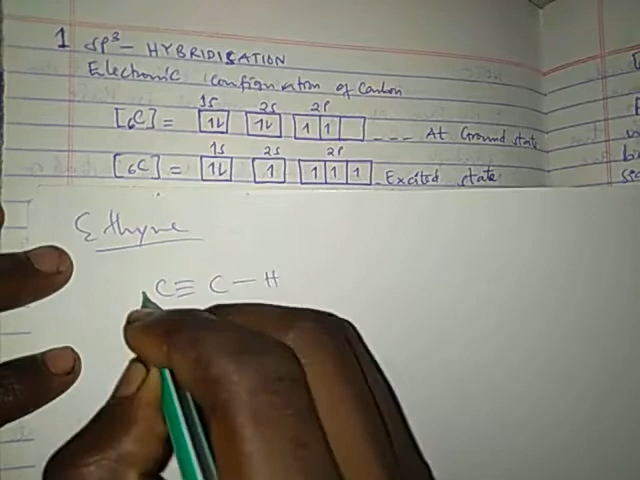 1 sp³ - HYBRIDISATION
Electronic Configuration of Carbon
1s 2s 2P
[₆C] = 1⇂ 1⇂ 1 1 --- At Ground state
1s 2s 2P
[₆C] = 1⇂ 1 1 1 1 Excited state
Ethyne
C≡C-H